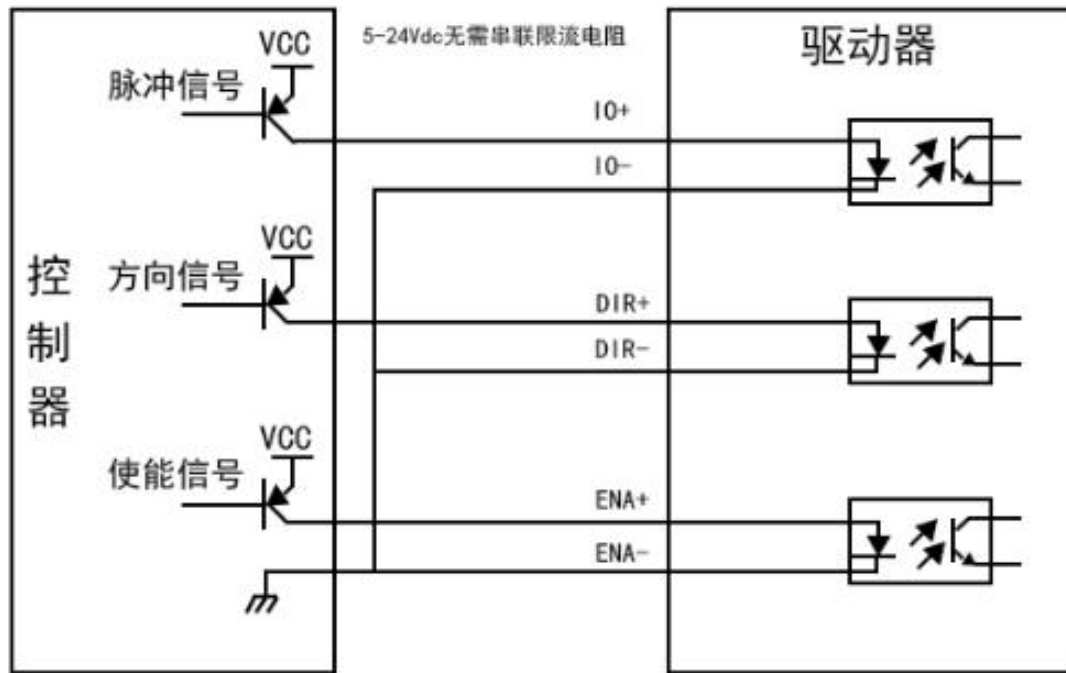 5-24Vdc无需串联限流电阻
驱动器
VCC
脉冲信号
IO+
IO-
VCC
方向信号
DIR+
DIR-
控制器
VCC
使能信号
ENA+
ENA-